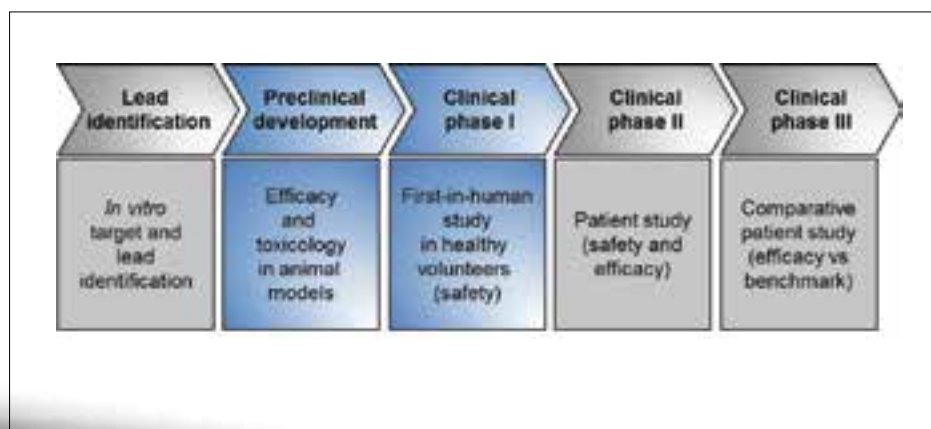 Lead
identification
Preclinical
development
Clinical
phase I
Clinical
phase II
Clinical
phase III
In vitro
target and
lead
identification
Efficacy
and
toxicology
in animal
models
First-in-human
study
in healthy
volunteers
(safety)
Patient study
(safety and
efficacy)
Comparative
patient study
(efficacy vs
benchmark)